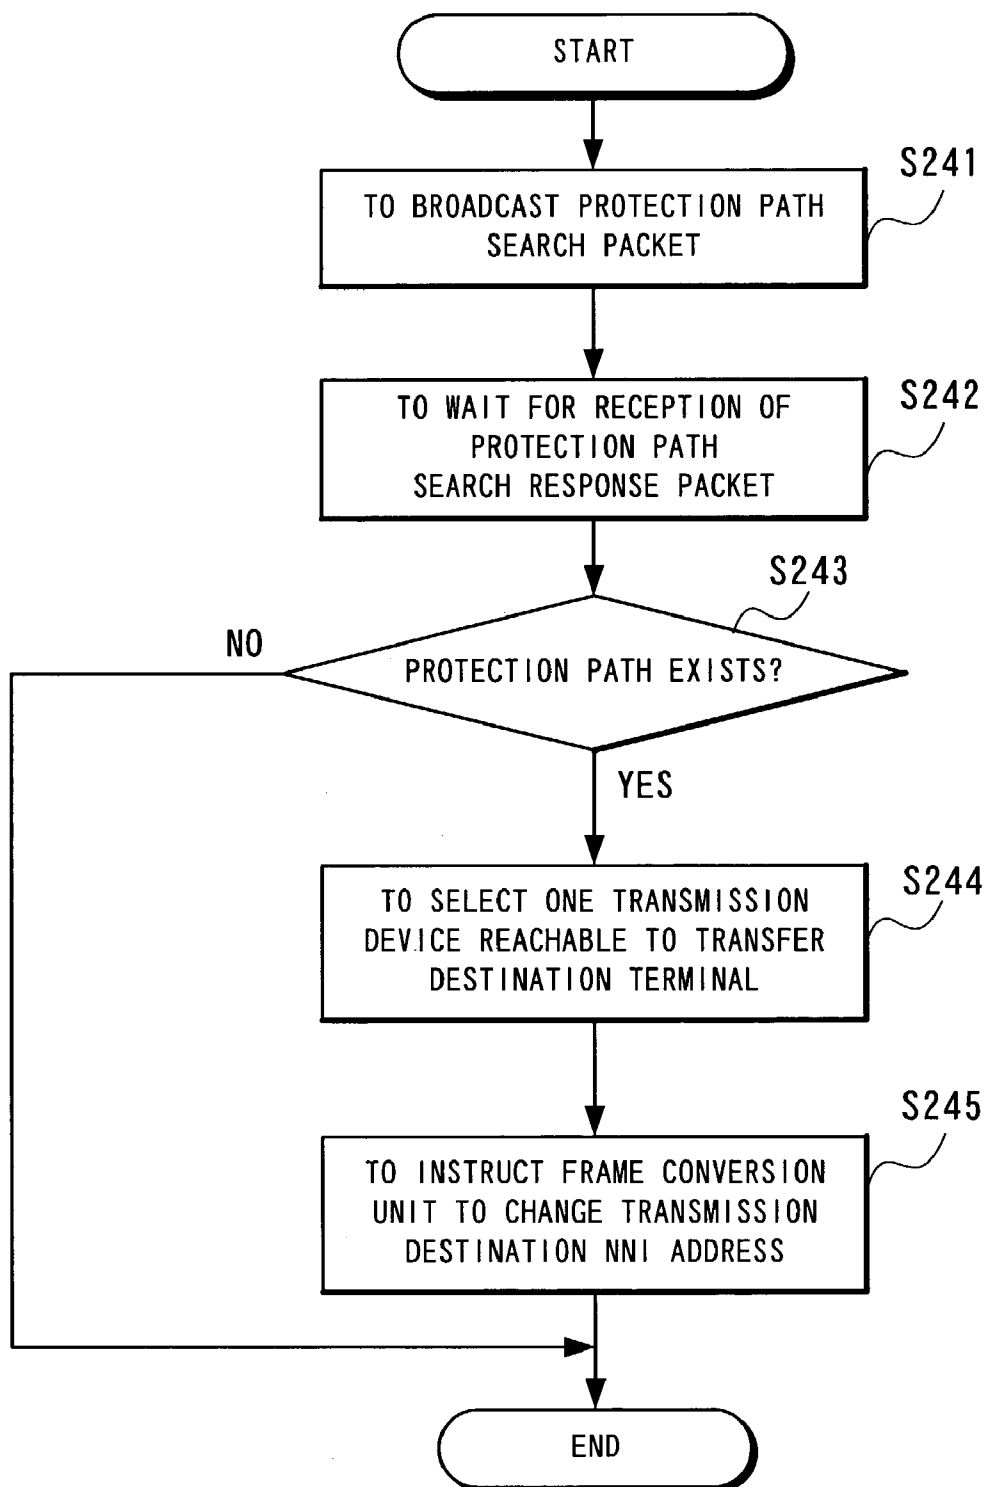 START
S241
TO BROADCAST PROTECTION PATH
SEARCH PACKET
S242
TO WAIT FOR RECEPTION OF
PROTECTION PATH
SEARCH RESPONSE PACKET
S243
NO
PROTECTION PATH EXISTS?
YES
S244
TO SELECT ONE TRANSMISSION
DEVICE REACHABLE TO TRANSFER
DESTINATION TERMINAL
S245
TO INSTRUCT FRAME CONVERSION
UNIT TO CHANGE TRANSMISSION
DESTINATION NNI ADDRESS
END